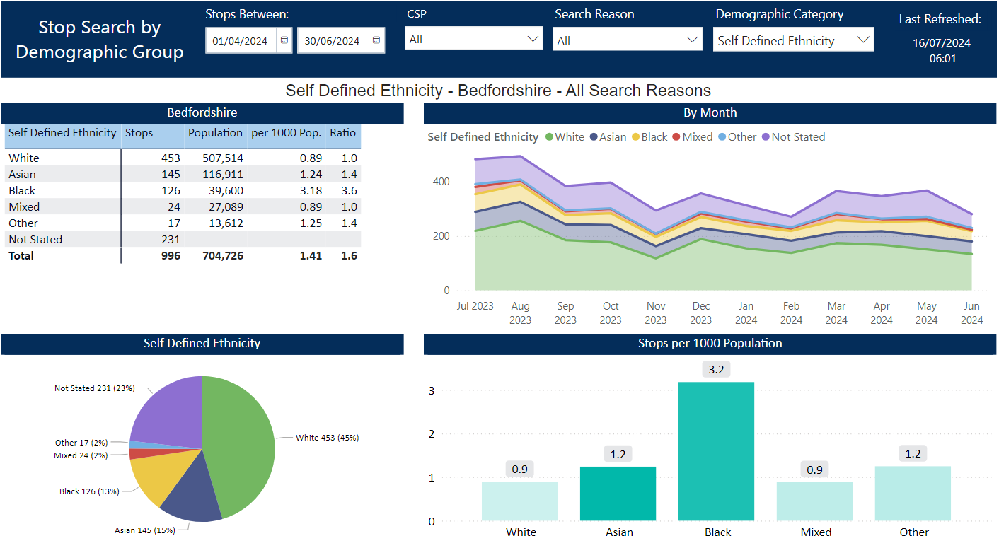 Stop Search by
Demographic Group
Stops Between:
01/04/2024
30/06/2024
CSP
All
Search Reason
All
Demographic Category
Self Defined Ethnicity
Last Refreshed:
16/07/2024
06:01
Self Defined Ethnicity - Bedfordshire - All Search Reasons
Bedfordshire
Self Defined Ethnicity Stops Population per 1000 Pop. Ratio
White 453 507,514 0.89 1.0
Asian 145 116,911 1.24 1.4
Black 126 39,600 3.18 3.6
Mixed 24 27,089 0.89 1.0
Other 17 13,612 1.25 1.4
Not Stated 231
Total 996 704,726 1.41 1.6
By Month
Self Defined Ethnicity White Asian Black Mixed Other Not Stated
400
200
0
Jul 2023 Aug Sep Oct Nov Dec Jan Feb Mar Apr May Jun
2023 2023 2023 2023 2023 2024 2024 2024 2024 2024 2024
Self Defined Ethnicity
Not Stated 231 (23%)
White 453 (45%)
Other 17 (2%)
Mixed 24 (2%)
Black 126 (13%)
Asian 145 (15%)
Stops per 1000 Population
3.2
3
2
1.2
1.2
0.9
0.9
1
0
White Asian Black Mixed Other